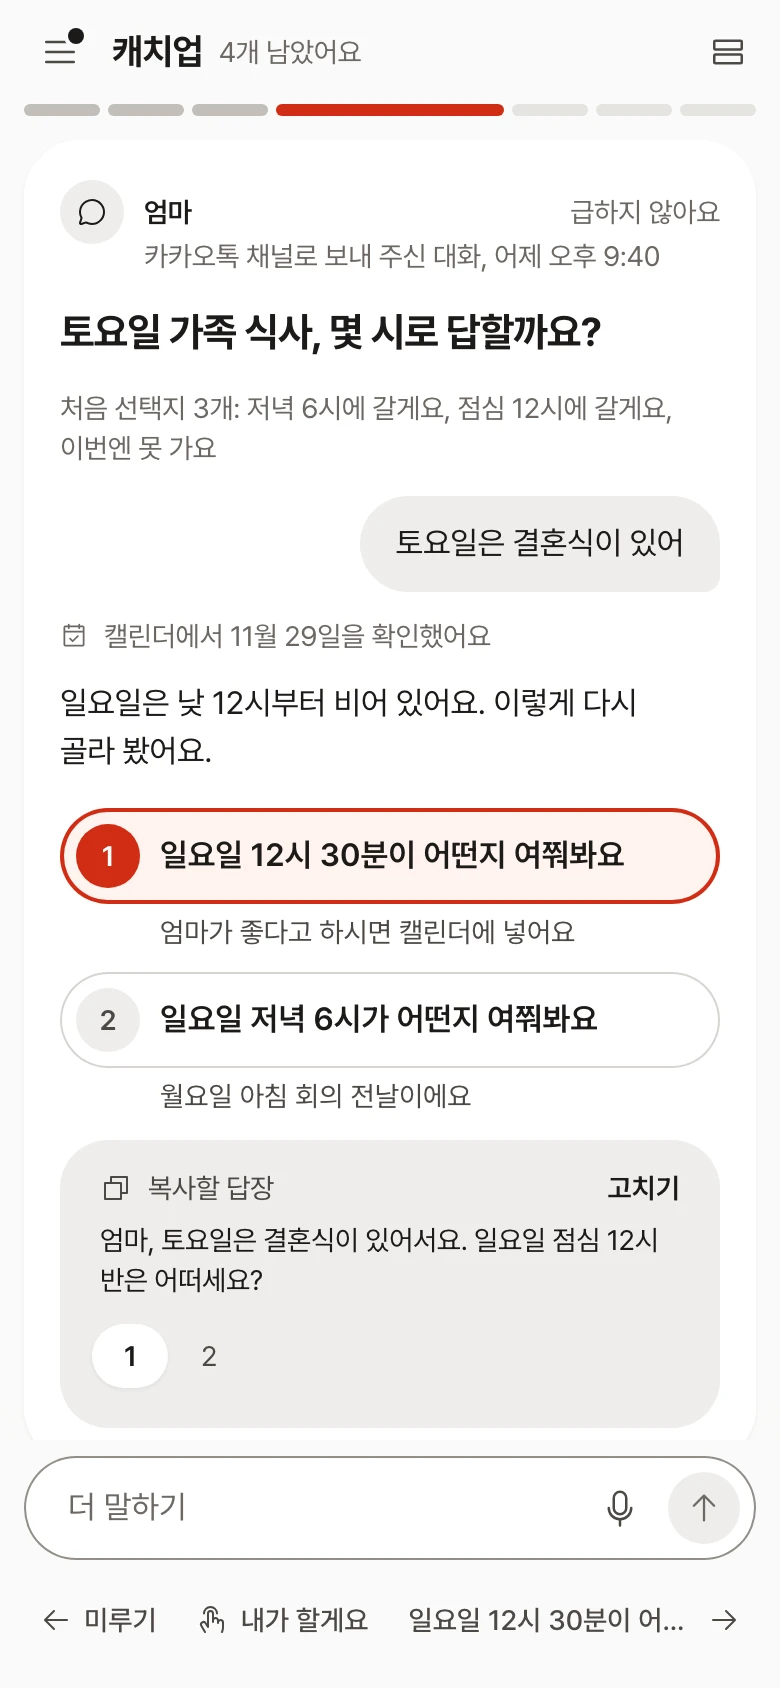 캐치업 4개 남았어요
엄마 급하지 않아요
카카오톡 채널로 보내 주신 대화, 어제 오후 9:40
토요일 가족 식사, 몇 시로 답할까요?
처음 선택지 3개: 저녁 6시에 갈게요, 점심 12시에 갈게요,
이번엔 못 가요
토요일은 결혼식이 있어
캘린더에서 11월 29일을 확인했어요
일요일은 낮 12시부터 비어 있어요. 이렇게 다시
골라 봤어요.
1 일요일 12시 30분이 어떤지 여쭤봐요
엄마가 좋다고 하시면 캘린더에 넣어요
2 일요일 저녁 6시가 어떤지 여쭤봐요
월요일 아침 회의 전날이에요
복사할 답장 고치기
엄마, 토요일은 결혼식이 있어서요. 일요일 점심 12시
반은 어떠세요?
1 2
더 말하기
미루기 내가 할게요 일요일 12시 30분이 어...